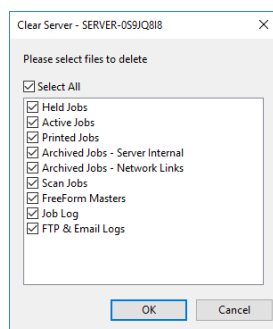 Clear Server - SERVER-0S9JQ8I8
Please select files to delete
Select All
Held Jobs
Active Jobs
Printed Jobs
Archived Jobs - Server Internal
Archived Jobs - Network Links
Scan Jobs
FreeForm Masters
Job Log
FTP & Email Logs
OK
Cancel